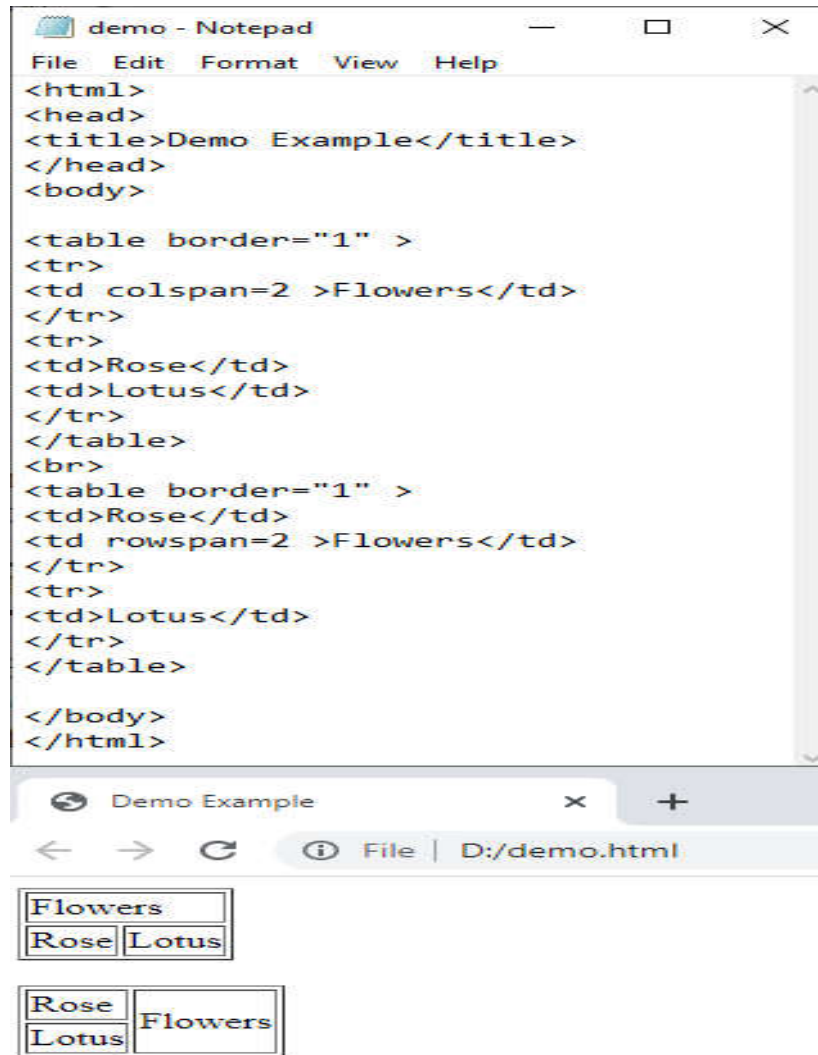 demo - Notepad
File Edit Format View Help
<html>
<head>
<title>Demo Example</title>
</head>
<body>
<table border="1" >
<tr>
<td colspan=2 >Flowers</td>
</tr>
<tr>
<td>Rose</td>
<td>Lotus</td>
</tr>
</table>
<br>
<table border="1" >
<td>Rose</td>
<td rowspan=2 >Flowers</td>
</tr>
<tr>
<td>Lotus</td>
</tr>
</table>
</body>
</html>
Demo Example
File | D:/demo.html
Flowers
Rose Lotus
Rose Flowers
Lotus